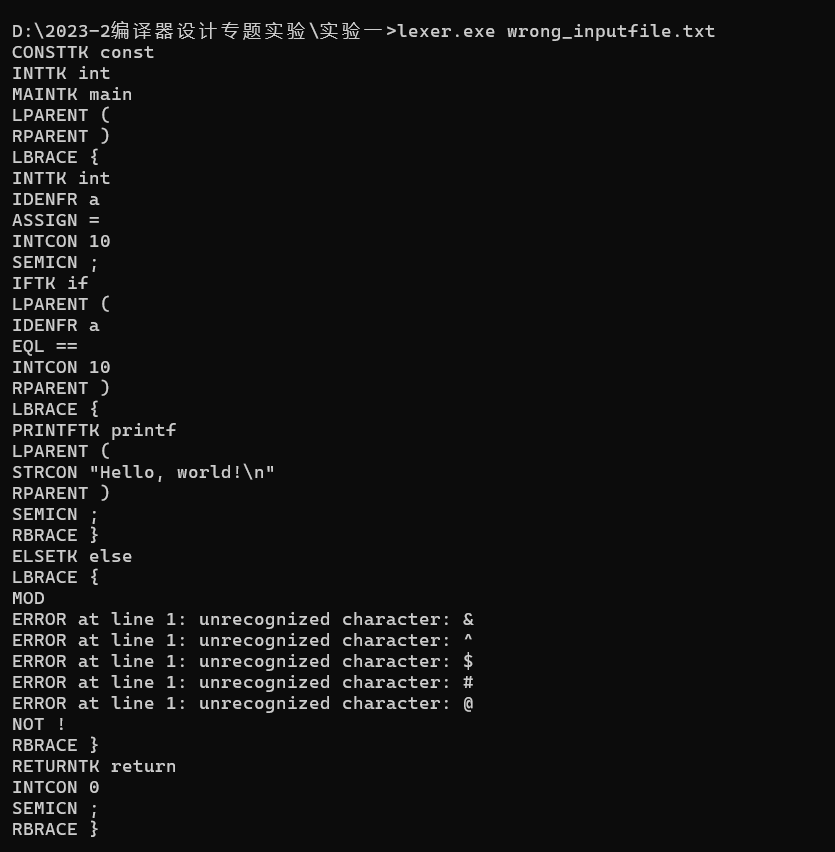 D:\2023-2编译器设计专题实验\实验一>lexer.exe wrong_inputfile.txt
CONSTTK const
INTTK int
MAINTK main
LPARENT (
RPARENT )
LBRACE {
INTTK int
IDENFR a
ASSIGN =
INTCON 10
SEMICN ;
IFTK if
LPARENT (
IDENFR a
EQL ==
INTCON 10
RPARENT )
LBRACE {
PRINTFTK printf
LPARENT (
STRCON "Hello, world!\n"
RPARENT )
SEMICN ;
RBRACE }
ELSETK else
LBRACE {
MOD
ERROR at line 1: unrecognized character: &
ERROR at line 1: unrecognized character: ^
ERROR at line 1: unrecognized character: $
ERROR at line 1: unrecognized character: #
ERROR at line 1: unrecognized character: @
NOT !
RBRACE }
RETURNTK return
INTCON 0
SEMICN ;
RBRACE }